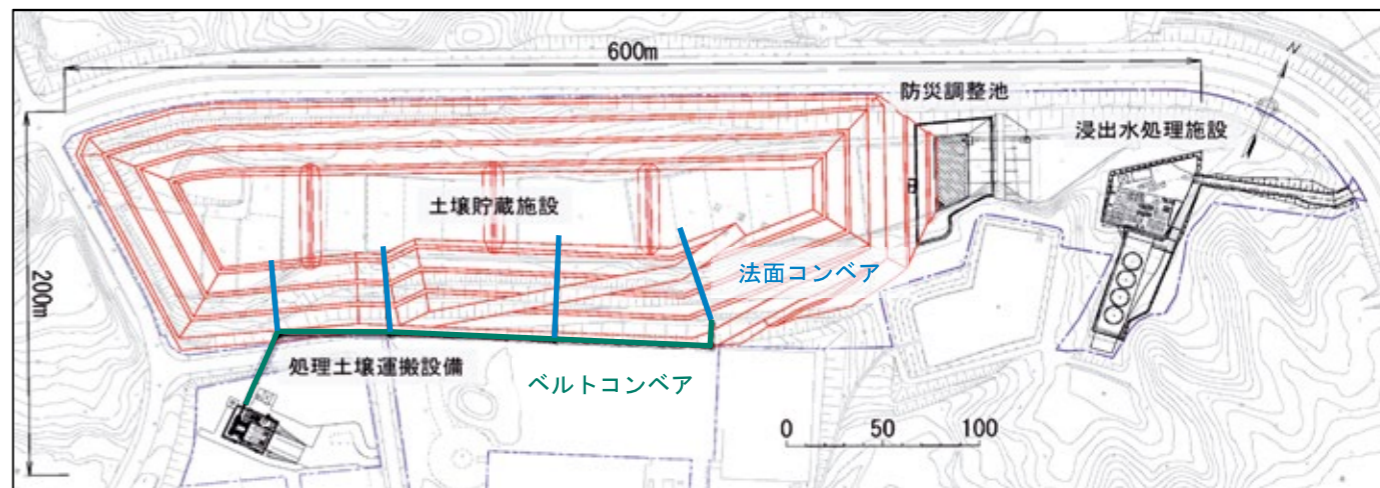 600m
N
防災調整池
浸出水処理施設
土壌貯蔵施設
法面コンベア
200m
処理土壌運搬設備
ベルトコンベア
0 50 100